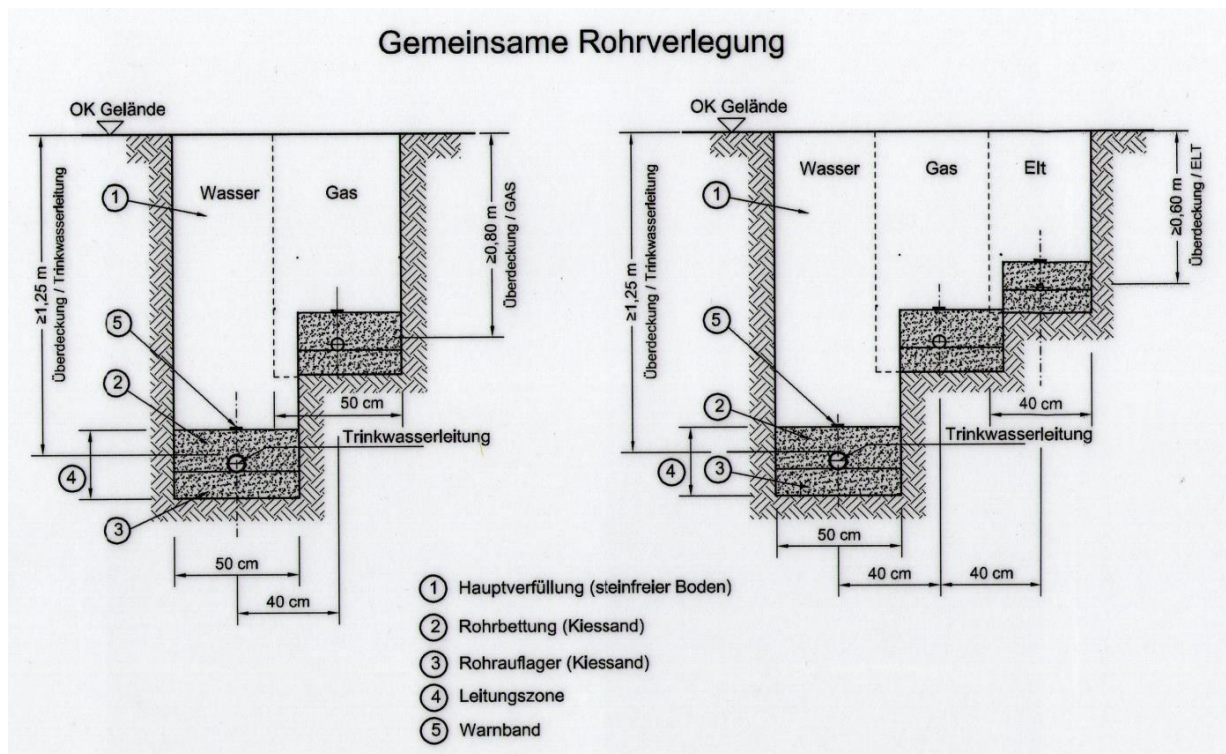 Gemeinsame Rohrverlegung
OK Gelände
Wasser
Gas
1
≥1,25 m
Überdeckung / Trinkwasserleitung
≥0,80 m
Überdeckung / GAS
5
2
50 cm
Trinkwasserleitung
4
3
50 cm
40 cm
OK Gelände
Wasser
Gas
Elt
1
≥1,25 m
Überdeckung / Trinkwasserleitung
≥0,60 m
Überdeckung / ELT
5
2
40 cm
Trinkwasserleitung
4
3
50 cm
40 cm
40 cm
1 Hauptverfüllung (steinfreier Boden)
2 Rohrbettung (Kiessand)
3 Rohrauflager (Kiessand)
4 Leitungszone
5 Warnband